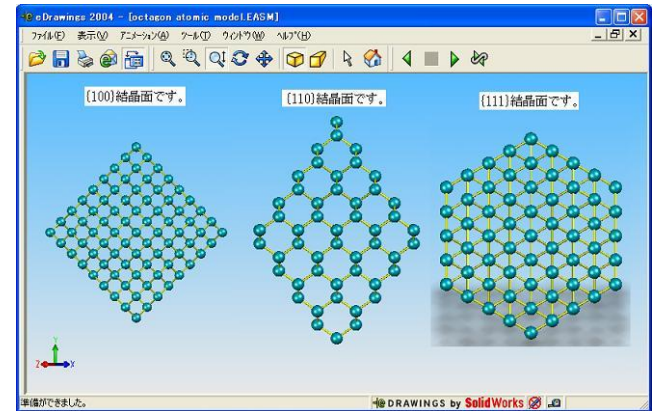 eDrawings 2004 - [octagon atomic model.EASM]
ファイル(F) 表示(V) アニメーション(A) ツール(T) ウィンドウ(W) ヘルプ(H)
{100}結晶面です。
{110}結晶面です。
{111}結晶面です。
Y
Z X
準備ができました。
DRAWINGS by SolidWorks